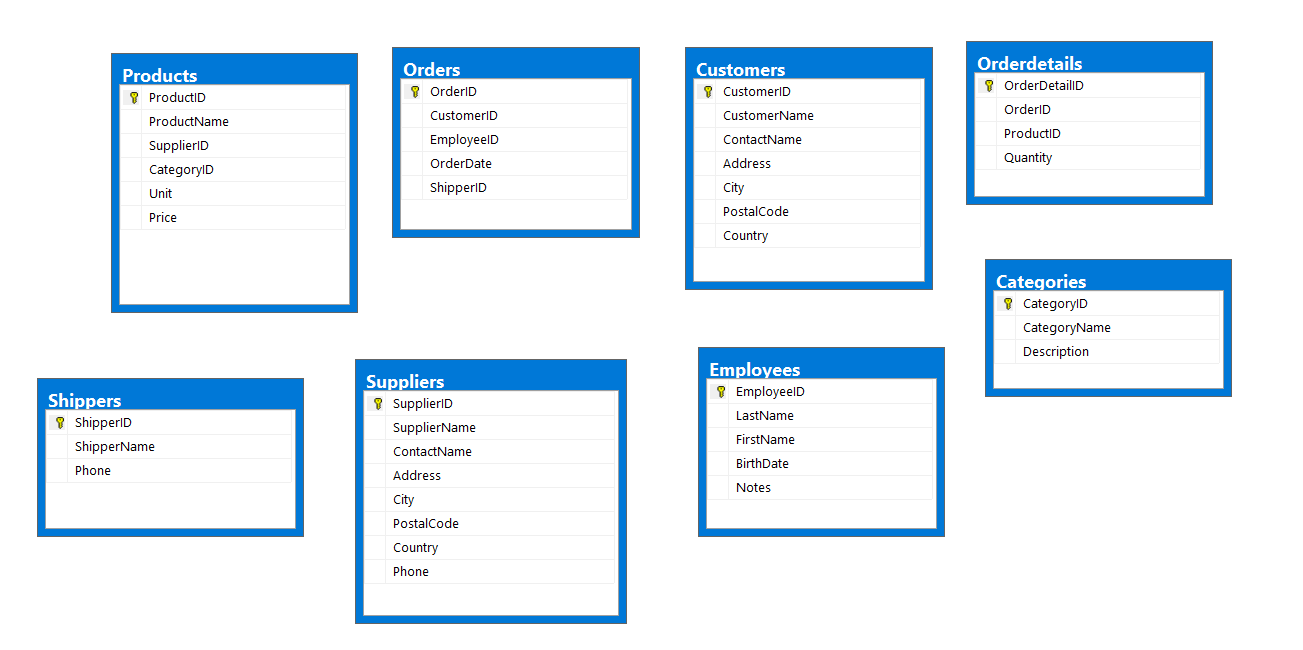 Products
ProductID
ProductName
SupplierID
CategoryID
Unit
Price
Orders
OrderID
CustomerID
EmployeeID
OrderDate
ShipperID
Customers
CustomerID
CustomerName
ContactName
Address
City
PostalCode
Country
Orderdetails
OrderDetailID
OrderID
ProductID
Quantity
Categories
CategoryID
CategoryName
Description
Shippers
ShipperID
ShipperName
Phone
Suppliers
SupplierID
SupplierName
ContactName
Address
City
PostalCode
Country
Phone
Employees
EmployeeID
LastName
FirstName
BirthDate
Notes